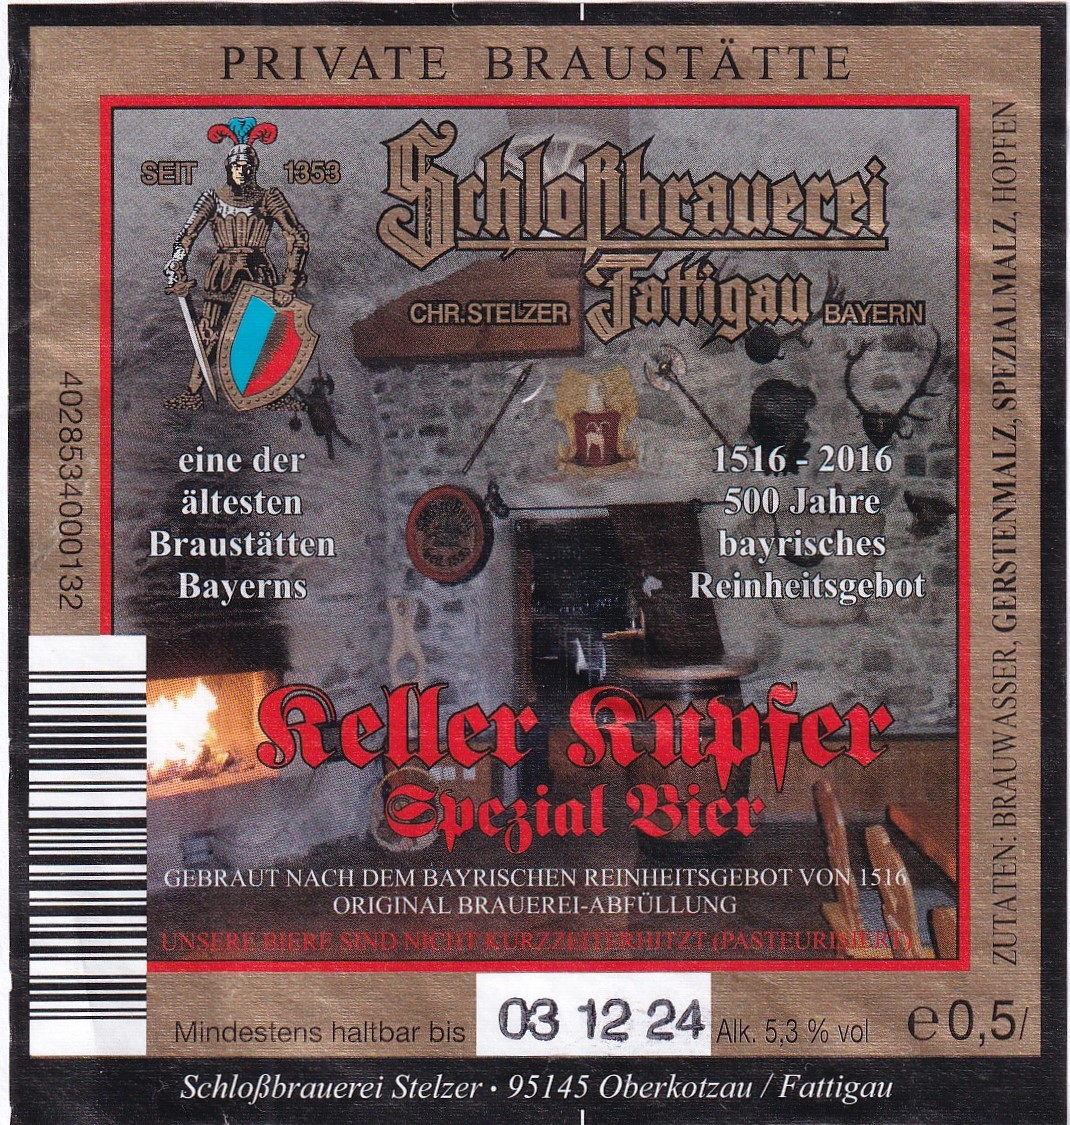 PRIVATE BRAUSTÄTTE
SEIT 1353
Schloßbrauerei
CHR. STELZER Fattigau BAYERN
eine der
ältesten
Braustätten
Bayerns
1516 - 2016
500 Jahre
bayrisches
Reinheitsgebot
Keller Kupfer
Spezial Bier
GEBRAUT NACH DEM BAYRISCHEN REINHEITSGEBOT VON 1516
ORIGINAL BRAUEREI-ABFÜLLUNG
UNSERE BIERE SIND NICHT KURZZEITERHITZT (PASTEURISIERT)
4028534000132
ZUTATEN: BRAUWASSER, GERSTENMALZ, SPEZIALMALZ, HOPFEN
Mindestens haltbar bis 03 12 24 Alk. 5,3 % vol e 0,5l
Schloßbrauerei Stelzer · 95145 Oberkotzau / Fattigau